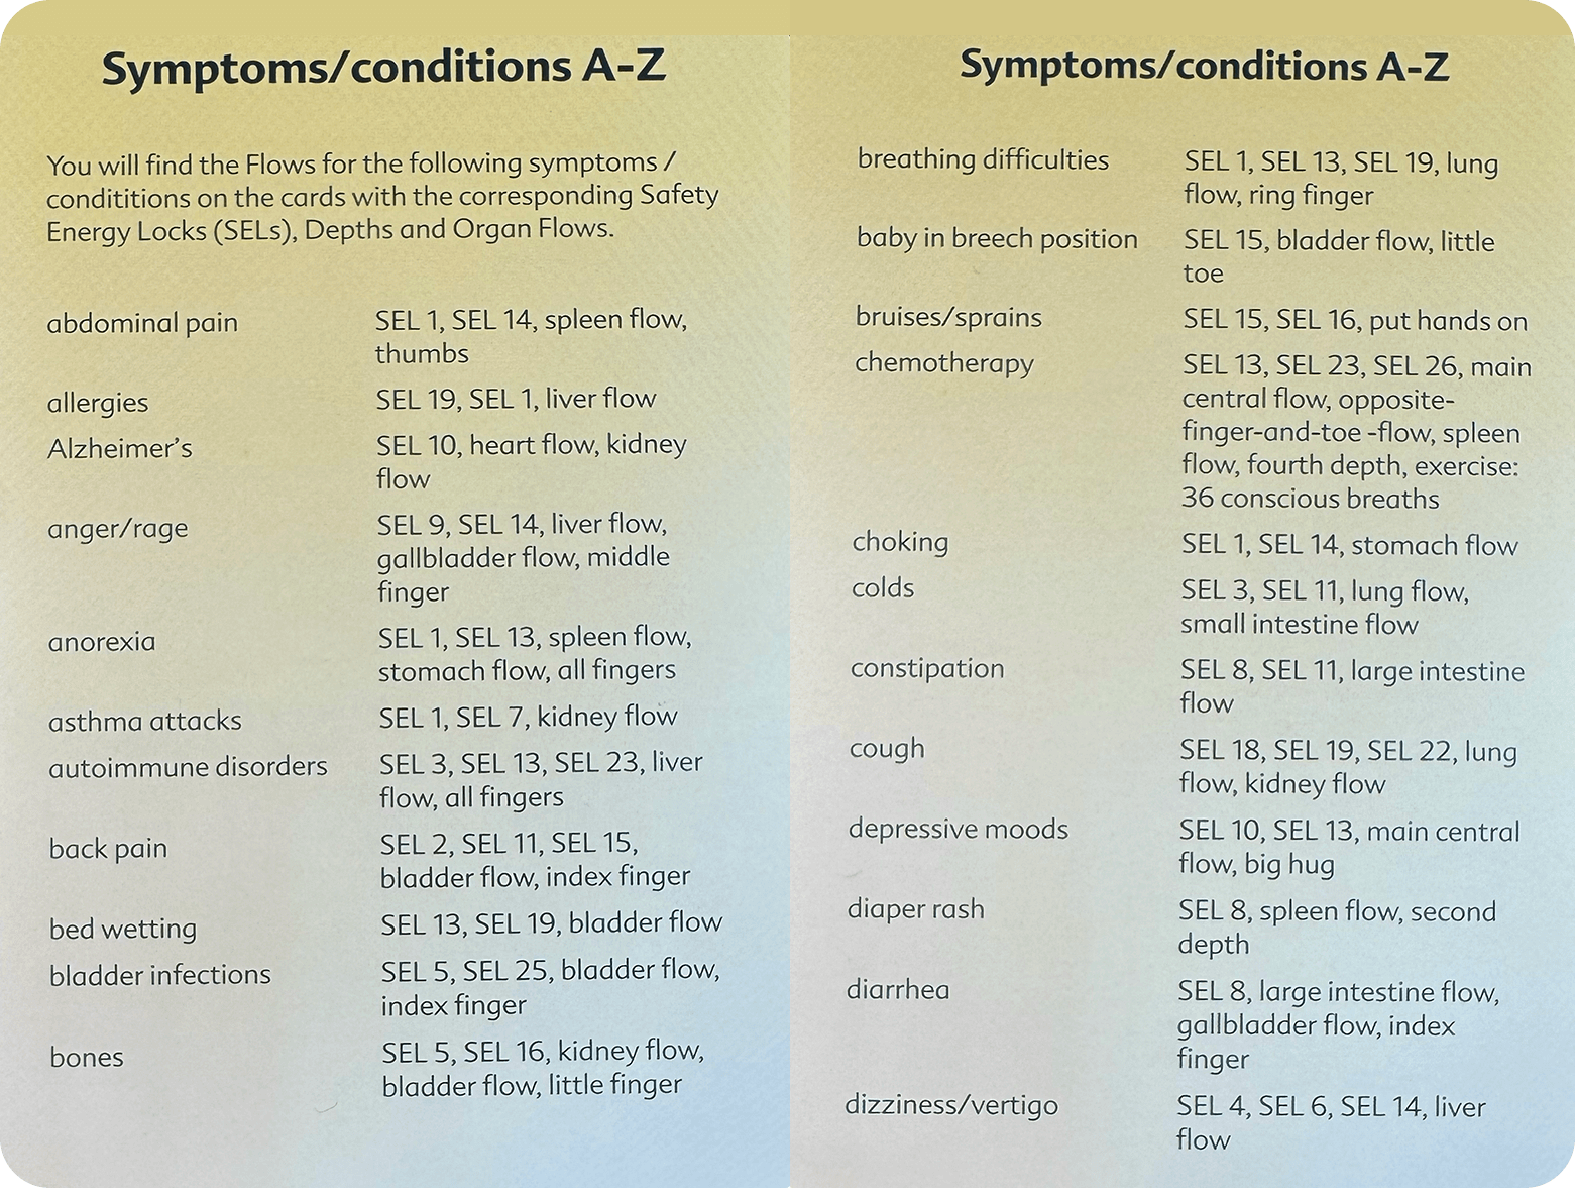 Symptoms/conditions A-Z
You will find the Flows for the following symptoms /
condititions on the cards with the corresponding Safety
Energy Locks (SELs), Depths and Organ Flows.
abdominal pain SEL 1, SEL 14, spleen flow,
thumbs
allergies SEL 19, SEL 1, liver flow
Alzheimer's SEL 10, heart flow, kidney
flow
anger/rage SEL 9, SEL 14, liver flow,
gallbladder flow, middle
finger
anorexia SEL 1, SEL 13, spleen flow,
stomach flow, all fingers
asthma attacks SEL 1, SEL 7, kidney flow
autoimmune disorders SEL 3, SEL 13, SEL 23, liver
flow, all fingers
back pain SEL 2, SEL 11, SEL 15,
bladder flow, index finger
bed wetting SEL 13, SEL 19, bladder flow
bladder infections SEL 5, SEL 25, bladder flow,
index finger
bones SEL 5, SEL 16, kidney flow,
bladder flow, little finger
Symptoms/conditions A-Z
breathing difficulties SEL 1, SEL 13, SEL 19, lung
flow, ring finger
baby in breech position SEL 15, bladder flow, little
toe
bruises/sprains SEL 15, SEL 16, put hands on
chemotherapy SEL 13, SEL 23, SEL 26, main
central flow, opposite-
finger-and-toe -flow, spleen
flow, fourth depth, exercise:
36 conscious breaths
choking SEL 1, SEL 14, stomach flow
colds SEL 3, SEL 11, lung flow,
small intestine flow
constipation SEL 8, SEL 11, large intestine
flow
cough SEL 18, SEL 19, SEL 22, lung
flow, kidney flow
depressive moods SEL 10, SEL 13, main central
flow, big hug
diaper rash SEL 8, spleen flow, second
depth
diarrhea SEL 8, large intestine flow,
gallbladder flow, index
finger
dizziness/vertigo SEL 4, SEL 6, SEL 14, liver
flow